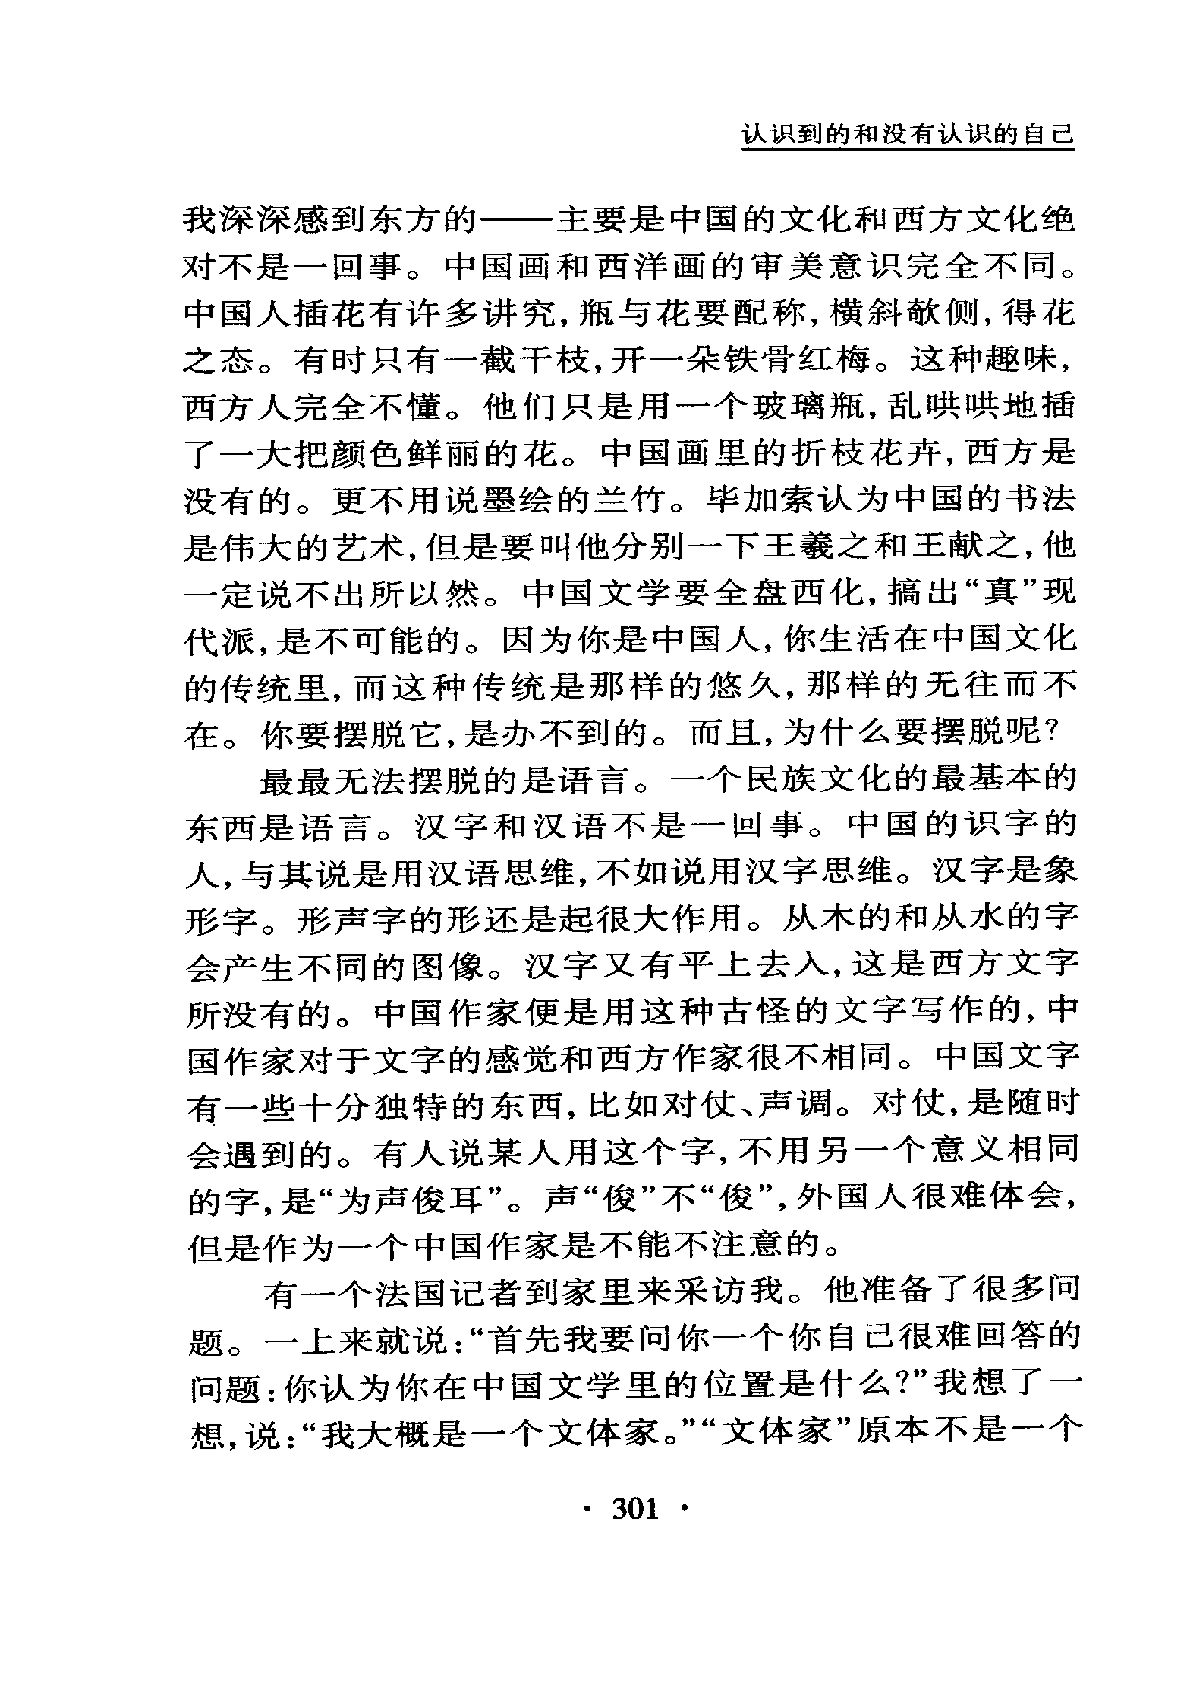 认识到的和没有认识的自己
我深深感到东方的——主要是中国的文化和西方文化绝
对不是一回事。中国画和西洋画的审美意识完全不同。
中国人插花有许多讲究,瓶与花要配称,横斜欹侧,得花
之态。有时只有一截干枝,开一朵铁骨红梅。这种趣味,
西方人完全不懂。他们只是用一个玻璃瓶,乱哄哄地插
了一大把颜色鲜丽的花。中国画里的折枝花卉,西方是
没有的。更不用说墨绘的兰竹。毕加索认为中国的书法
是伟大的艺术,但是要叫他分别一下王羲之和王献之,他
一定说不出所以然。中国文学要全盘西化,搞出“真”现
代派,是不可能的。因为你是中国人,你生活在中国文化
的传统里,而这种传统是那样的悠久,那样的无往而不
在。你要摆脱它,是办不到的。而且,为什么要摆脱呢?
最最无法摆脱的是语言。一个民族文化的最基本的
东西是语言。汉字和汉语不是一回事。中国的识字的
人,与其说是用汉语思维,不如说用汉字思维。汉字是象
形字。形声字的形还是起很大作用。从木的和从水的字
会产生不同的图像。汉字又有平上去入,这是西方文字
所没有的。中国作家便是用这种古怪的文字写作的,中
国作家对于文字的感觉和西方作家很不相同。中国文字
有一些十分独特的东西,比如对仗、声调。对仗,是随时
会遇到的。有人说某人用这个字,不用另一个意义相同
的字,是“为声俊耳”。声“俊”不“俊”,外国人很难体会,
但是作为一个中国作家是不能不注意的。
有一个法国记者到家里来采访我。他准备了很多问
题。一上来就说:“首先我要问你一个你自己很难回答的
问题:你认为你在中国文学里的位置是什么?”我想了一
想,说:“我大概是一个文体家。”“文体家”原本不是一个
· 301 ·